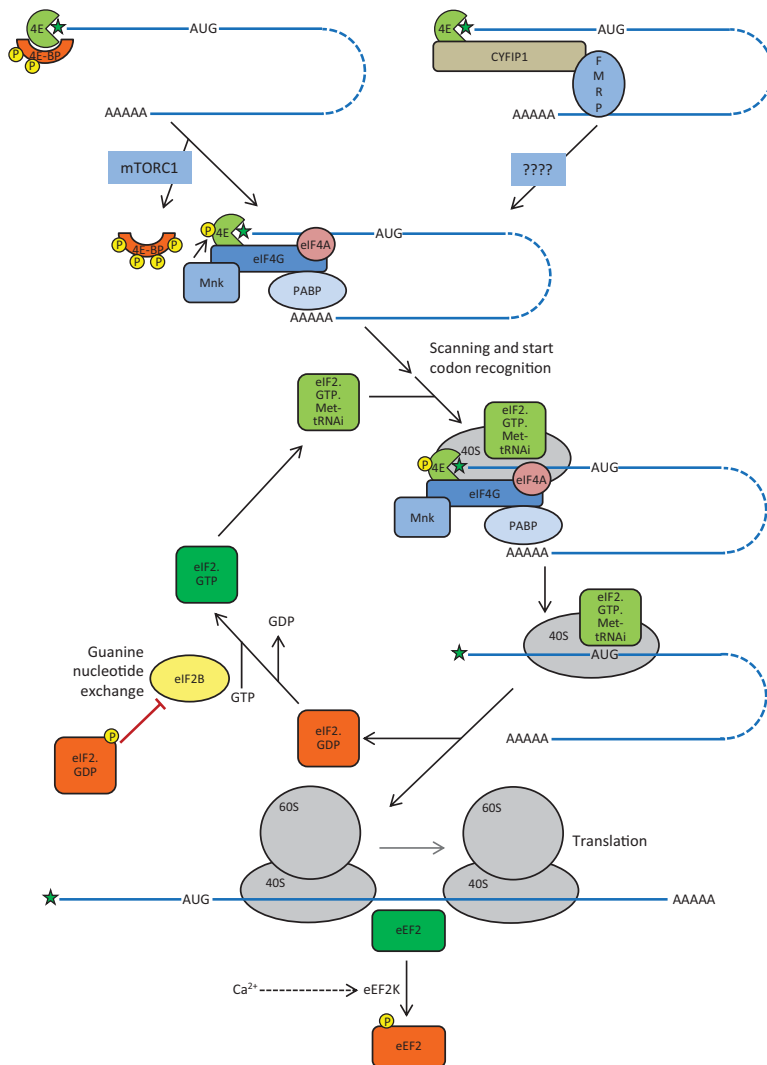 4E
AUG
4E-BP
P
P
AAAAA
4E
AUG
CYFIP1
F
M
R
P
AAAAA
mTORC1
????
P
4E
AUG
eIF4A
eIF4G
4E-BP
P
P
P
P
Mnk
PABP
AAAAA
Scanning and start
codon recognition
eIF2.
GTP.
Met-
tRNAi
eIF2.
GTP.
Met-
tRNAi
40S
P
4E
AUG
eIF4A
eIF4G
Mnk
PABP
AAAAA
eIF2.
GTP
eIF2.
GTP.
Met-
tRNAi
40S
AUG
GDP
Guanine
nucleotide
exchange
eIF2B
GTP
P
eIF2.
GDP
eIF2.
GDP
AAAAA
60S
60S
Translation
40S
40S
AUG
AAAAA
eEF2
Ca²⁺
eEF2K
P
eEF2